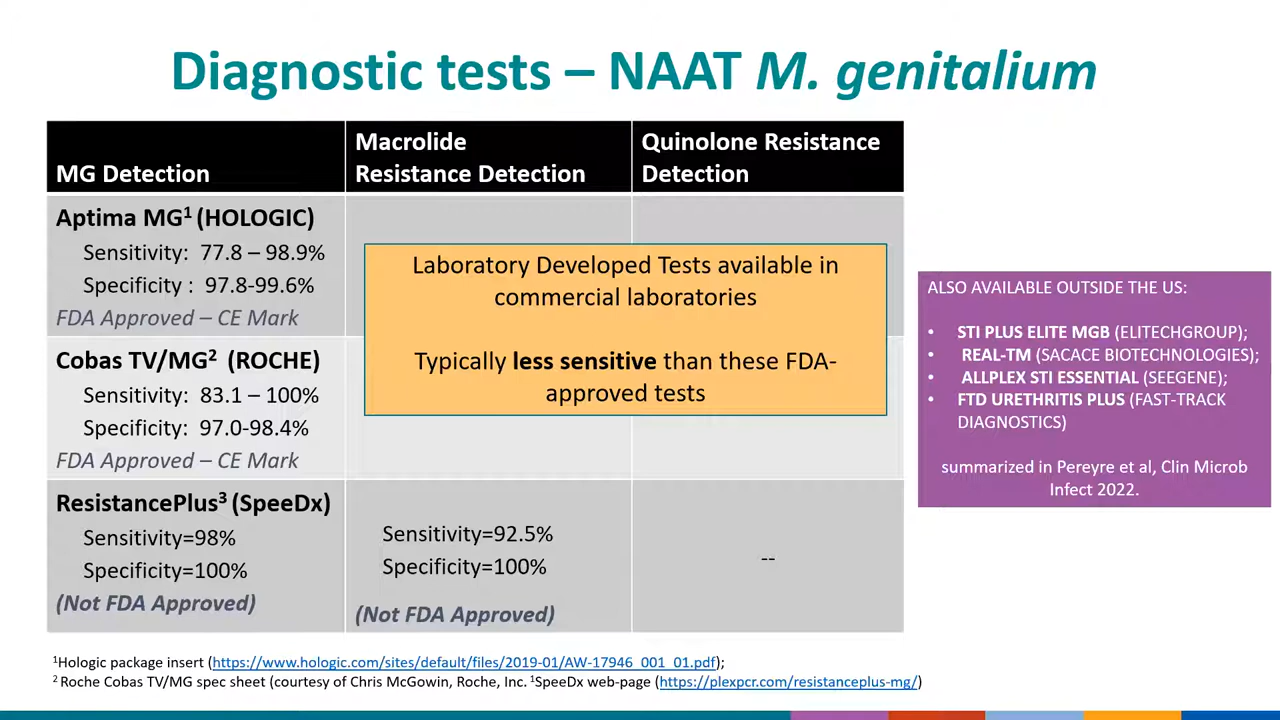 Diagnostic tests – NAAT M. genitalium
MG Detection
Macrolide
Resistance Detection
Quinolone Resistance
Detection
Aptima MG1 (HOLOGIC)
Sensitivity: 77.8 – 98.9%
Specificity : 97.8-99.6%
FDA Approved – CE Mark
Cobas TV/MG2 (ROCHE)
Sensitivity: 83.1 – 100%
Specificity: 97.0-98.4%
FDA Approved – CE Mark
Laboratory Developed Tests available in
commercial laboratories
Typically less sensitive than these FDA-
approved tests
ResistancePlus3 (SpeeDx)
Sensitivity=98%
Specificity=100%
(Not FDA Approved)
Sensitivity=92.5%
Specificity=100%
(Not FDA Approved)
--
ALSO AVAILABLE OUTSIDE THE US:
• STI PLUS ELITE MGB (ELITECHGROUP);
• REAL-TM (SACACE BIOTECHNOLOGIES);
• ALLPLEX STI ESSENTIAL (SEEGENE);
• FTD URETHRITIS PLUS (FAST-TRACK
DIAGNOSTICS)
summarized in Pereyre et al, Clin Microb
Infect 2022.
1Hologic package insert (https://www.hologic.com/sites/default/files/2019-01/AW-17946_001_01.pdf);
2 Roche Cobas TV/MG spec sheet (courtesy of Chris McGowin, Roche, Inc. 1SpeeDx web-page (https://plexpcr.com/resistanceplus-mg/)